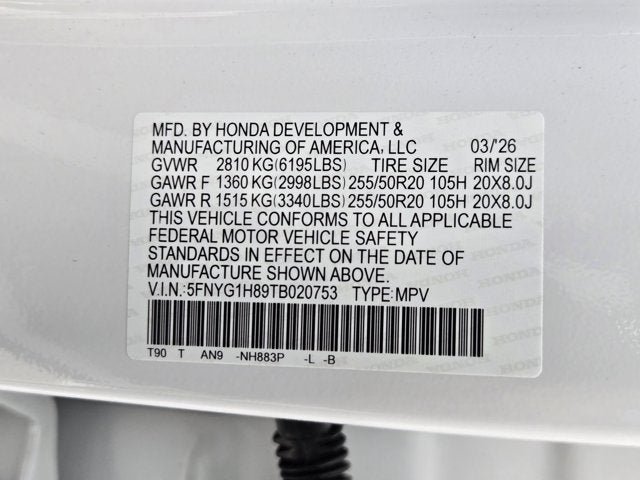 MFD. BY HONDA DEVELOPMENT &
MANUFACTURING OF AMERICA, LLC 03/'26
GVWR 2810 KG(6195LBS) TIRE SIZE RIM SIZE
GAWR F 1360 KG(2998LBS) 255/50R20 105H 20X8.0J
GAWR R 1515 KG(3340LBS) 255/50R20 105H 20X8.0J
THIS VEHICLE CONFORMS TO ALL APPLICABLE
FEDERAL MOTOR VEHICLE SAFETY
STANDARDS IN EFFECT ON THE DATE OF
MANUFACTURE SHOWN ABOVE.
V.I.N.:5FNYG1H89TB020753 TYPE:MPV
T90 T AN9 -NH883P -L -B